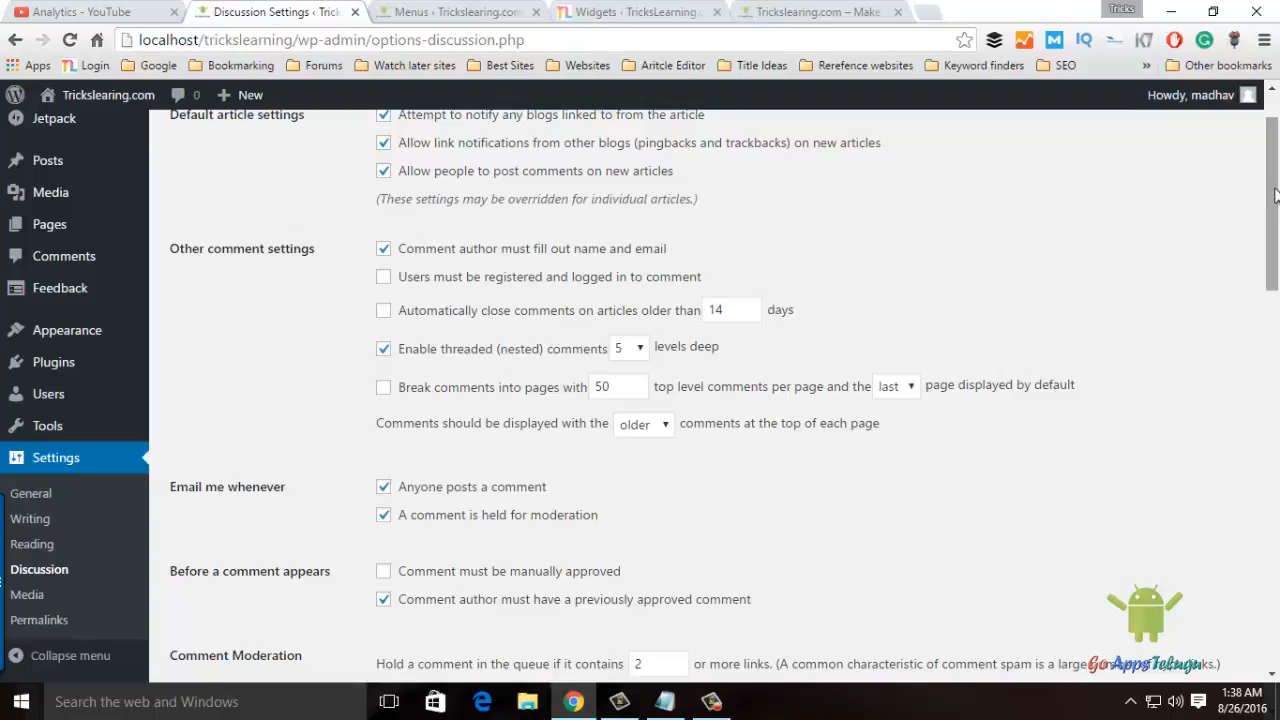 Analytics - YouTube
Discussion Settings ‹ Trick
Menus ‹ Trickslearing.com
Widgets ‹ TricksLearning
Trickslearing.com – Make
Tricks
localhost/trickslearning/wp-admin/options-discussion.php
Apps
Login
Google
Bookmarking
Forums
Watch later sites
Best Sites
Websites
Aritcle Editor
Title Ideas
Rerefence websites
Keyword finders
SEO
»
Other bookmarks
Trickslearing.com
0
New
Howdy, madhav
Jetpack
Posts
Media
Pages
Comments
Feedback
Appearance
Plugins
Users
Tools
Settings
General
Writing
Reading
Discussion
Media
Permalinks
Collapse menu
Default article settings
Attempt to notify any blogs linked to from the article
Allow link notifications from other blogs (pingbacks and trackbacks) on new articles
Allow people to post comments on new articles
(These settings may be overridden for individual articles.)
Other comment settings
Comment author must fill out name and email
Users must be registered and logged in to comment
Automatically close comments on articles older than 14 days
Enable threaded (nested) comments 5 levels deep
Break comments into pages with 50 top level comments per page and the last page displayed by default
Comments should be displayed with the older comments at the top of each page
Email me whenever
Anyone posts a comment
A comment is held for moderation
Before a comment appears
Comment must be manually approved
Comment author must have a previously approved comment
Comment Moderation
Hold a comment in the queue if it contains 2 or more links. (A common characteristic of comment spam is a large
GoAppsTelugu
Search the web and Windows
1:38 AM
8/26/2016